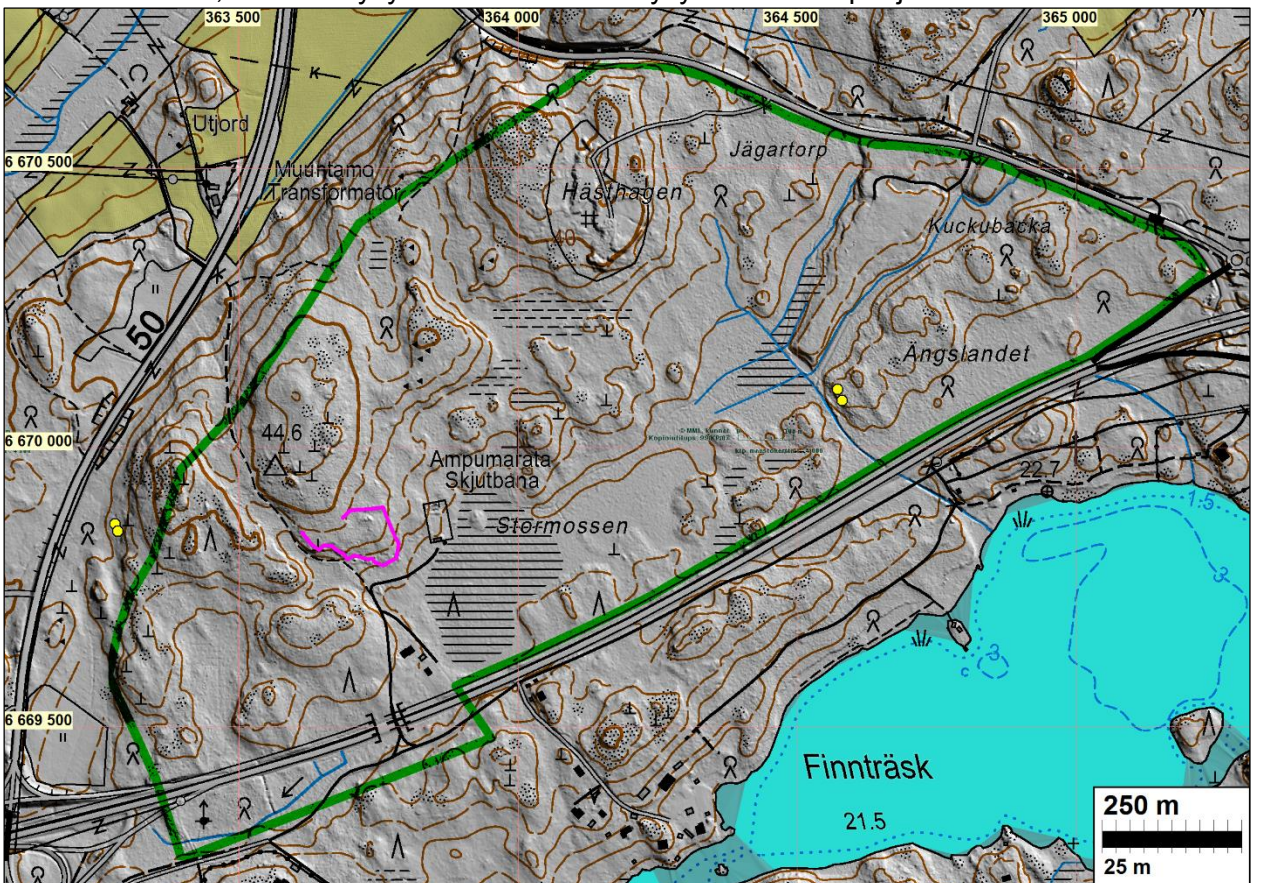 363 500
364 000
364 500
365 000
K
Utjord
6 670 500
Muuntamo
Transformator
Jägartorp
Hästhagen
40
Kuckubacka
50
Ängslandet
44.6
6 670 000
Ampumarata
Skjutbana
Stormossen
22.7
1.5
3
3
6 669 500
Finnträsk
21.5
250 m
25 m